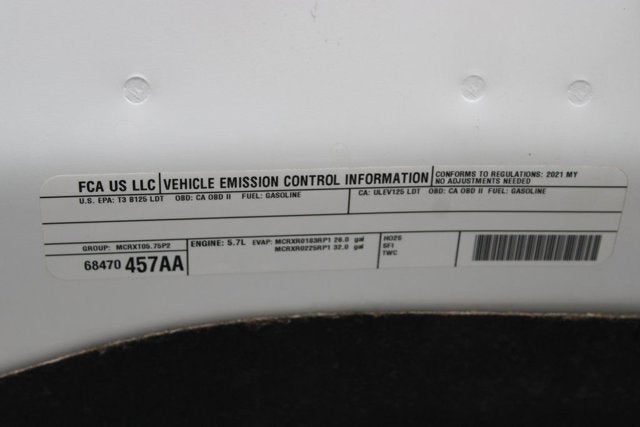 FCA US LLC VEHICLE EMISSION CONTROL INFORMATION CONFORMS TO REGULATIONS: 2021 MY
NO ADJUSTMENTS NEEDED
U.S. EPA: T3 B125 LDT OBD: CA OBD II FUEL: GASOLINE CA: ULEV125 LDT OBD: CA OBD II FUEL: GASOLINE
GROUP: MCRXT05.75P2 ENGINE: 5.7L EVAP: MCRXR0183RP1 26.0 gal HO2S
MCRXR0225RP1 32.0 gal SFI
68470 457AA TWC